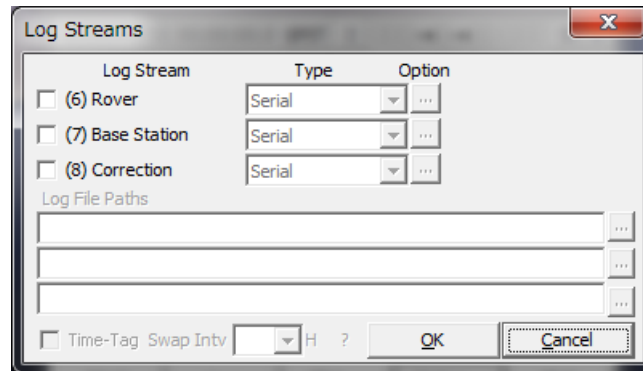 Log Streams
Log Stream Type Option
(6) Rover Serial ...
(7) Base Station Serial ...
(8) Correction Serial ...
Log File Paths
...
...
...
Time-Tag Swap Intv H ? OK Cancel